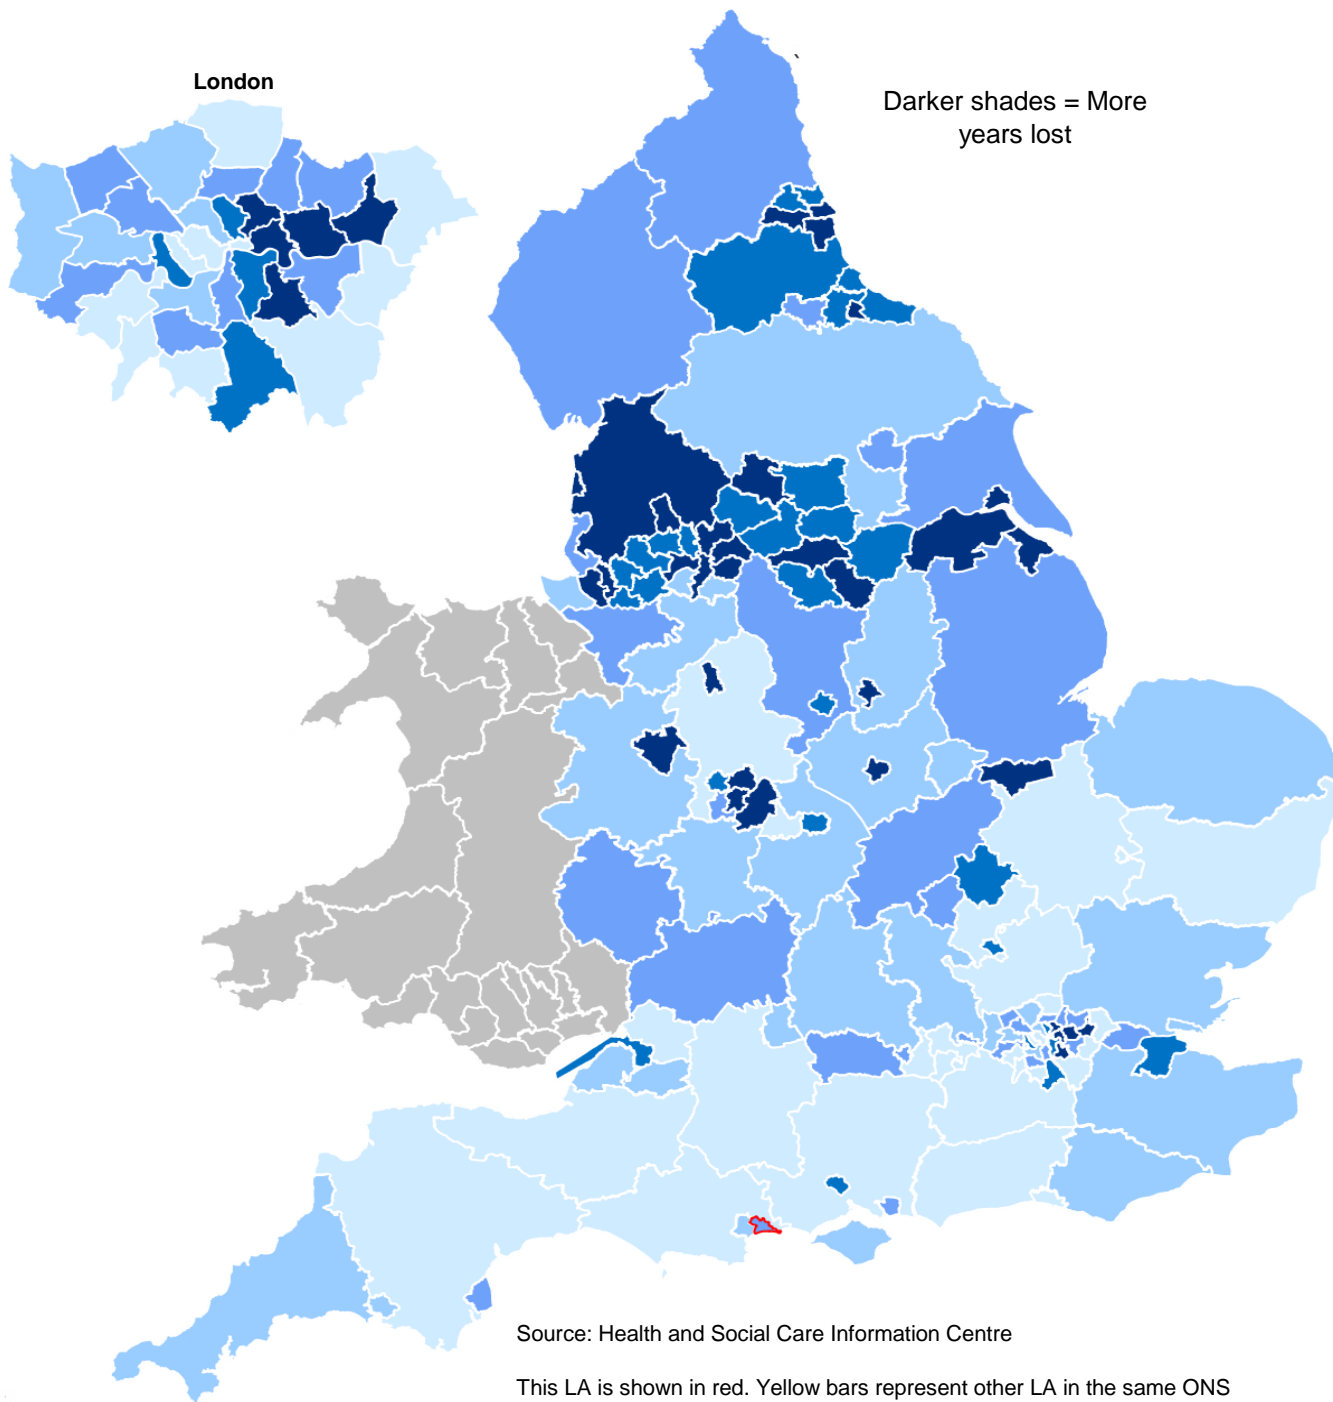 London
Darker shades = More
years lost
Source: Health and Social Care Information Centre
This LA is shown in red. Yellow bars represent other LA in the same ONS